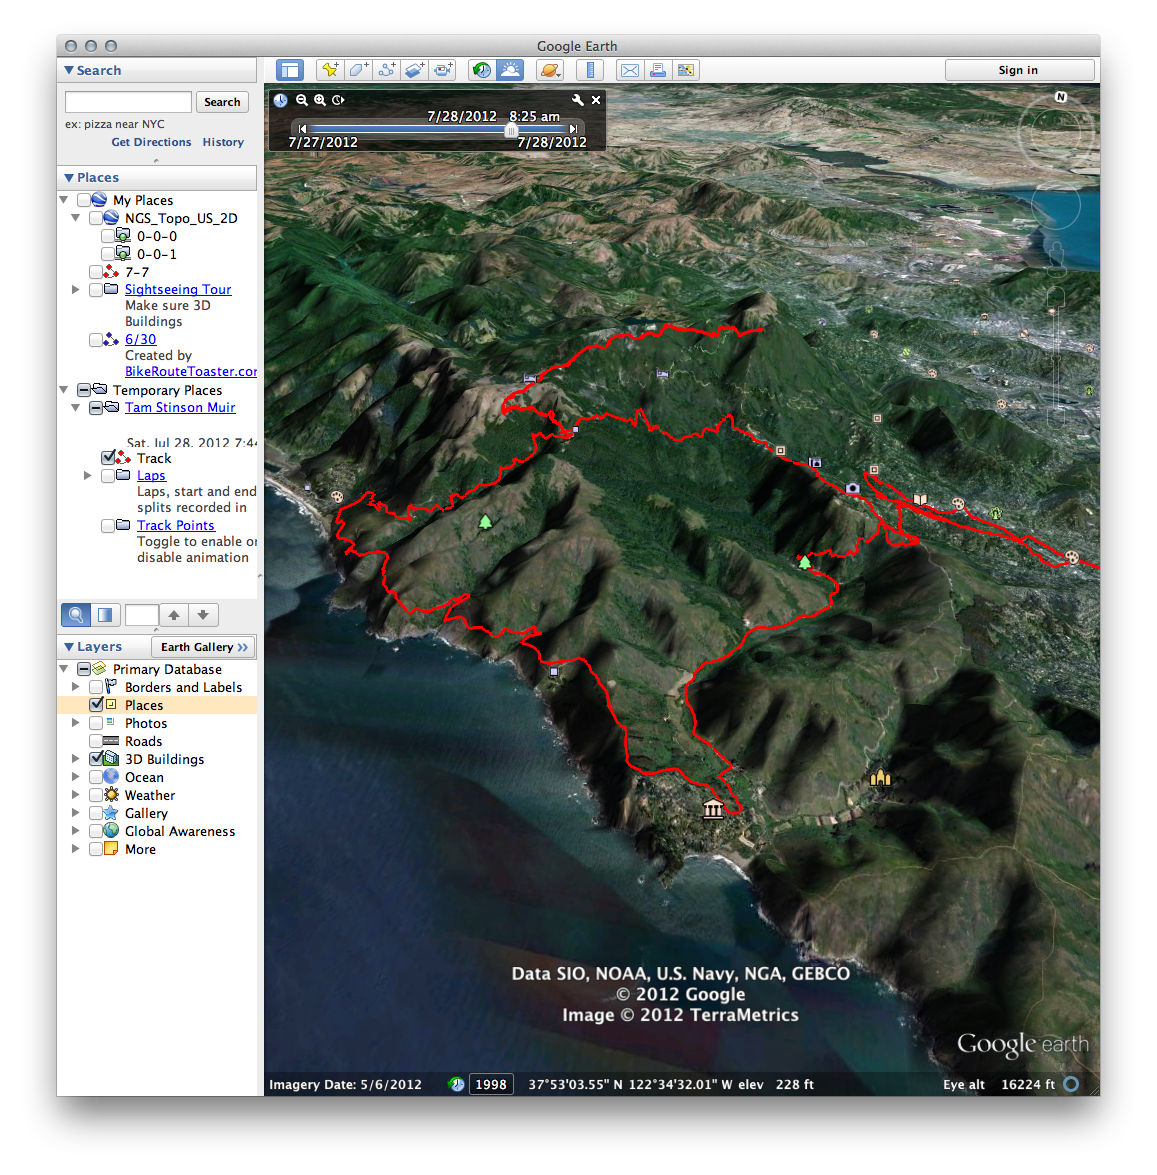 Google Earth
Search
Search
ex: pizza near NYC
Get Directions History
Places
My Places
NGS_Topo_US_2D
0-0-0
0-0-1
7-7
Sightseeing Tour
Make sure 3D
Buildings
6/30
Created by
BikeRouteToaster.cor
Temporary Places
Tam Stinson Muir
Sat, Jul 28, 2012 7:44
Track
Laps
Laps, start and end
splits recorded in
Track Points
Toggle to enable or
disable animation
Layers
Earth Gallery >>
Primary Database
Borders and Labels
Places
Photos
Roads
3D Buildings
Ocean
Weather
Gallery
Global Awareness
More
Sign in
7/28/2012 8:25 am
7/27/2012 7/28/2012
N
Data SIO, NOAA, U.S. Navy, NGA, GEBCO
© 2012 Google
Image © 2012 TerraMetrics
Google earth
Imagery Date: 5/6/2012 1998 37°53'03.55" N 122°34'32.01" W elev 228 ft Eye alt 16224 ft